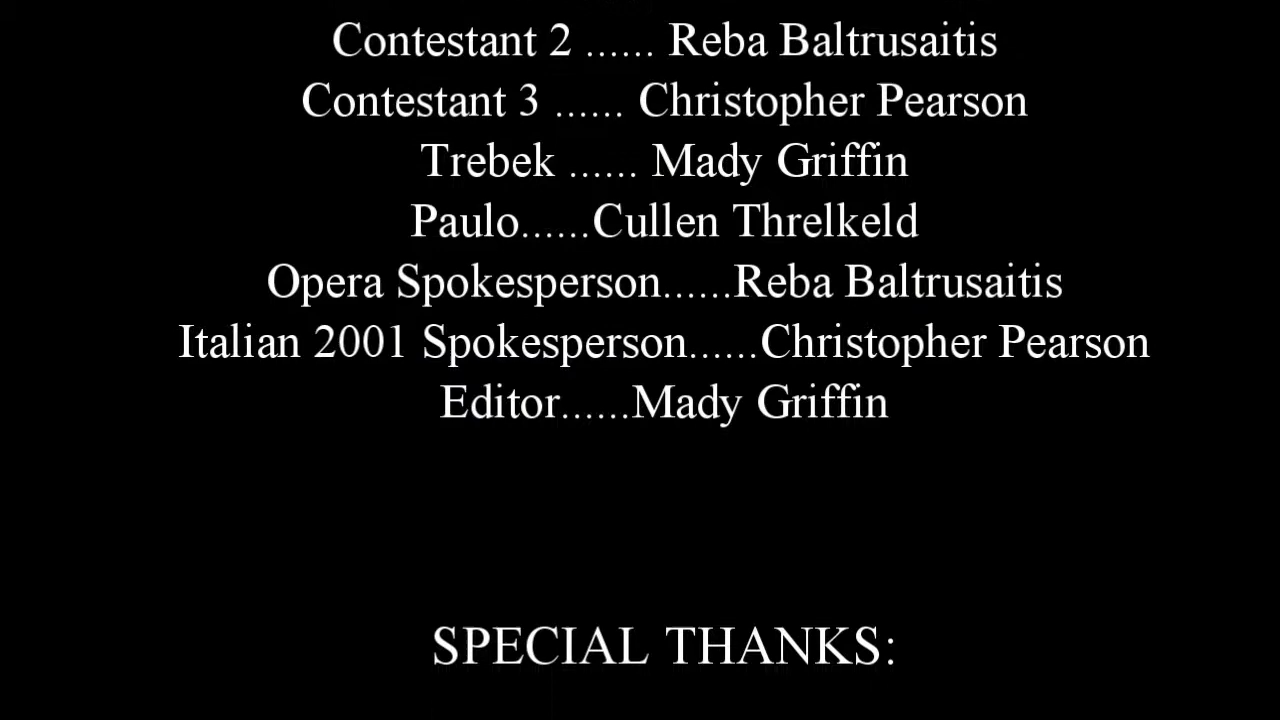 Contestant 2 ...... Reba Baltrusaitis
Contestant 3 ...... Christopher Pearson
Trebek ...... Mady Griffin
Paulo......Cullen Threlkeld
Opera Spokesperson......Reba Baltrusaitis
Italian 2001 Spokesperson......Christopher Pearson
Editor......Mady Griffin
SPECIAL THANKS: